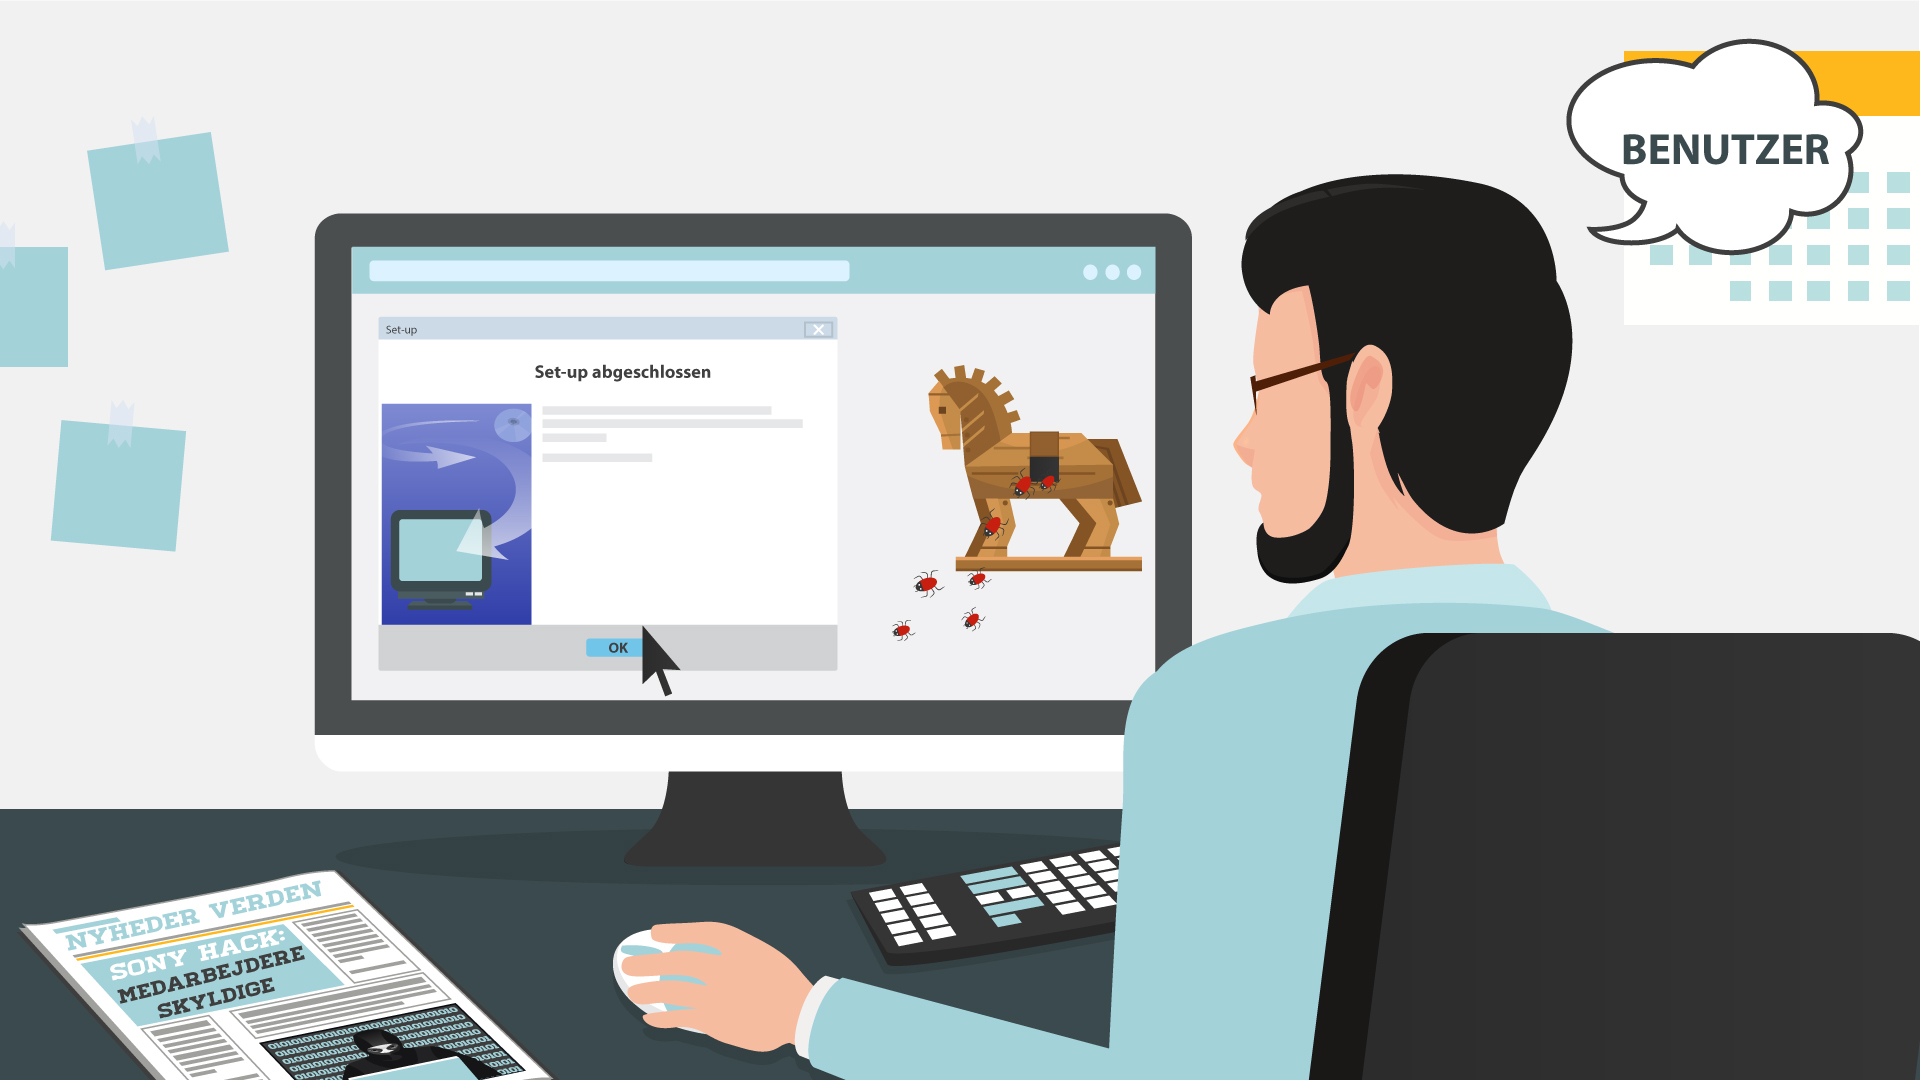 BENUTZER
Set-up
Set-up abgeschlossen
OK
NYHEDER VERDEN
SONY HACK:
MEDARBEJDERE
SKYLDIGE